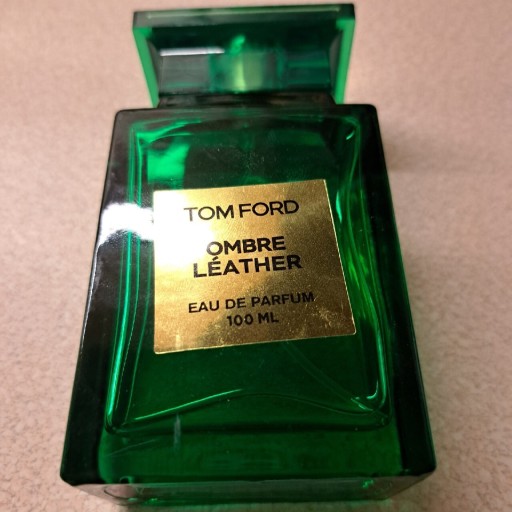 TOM FORD
OMBRE
LÉATHER
EAU DE PARFUM
100 ML